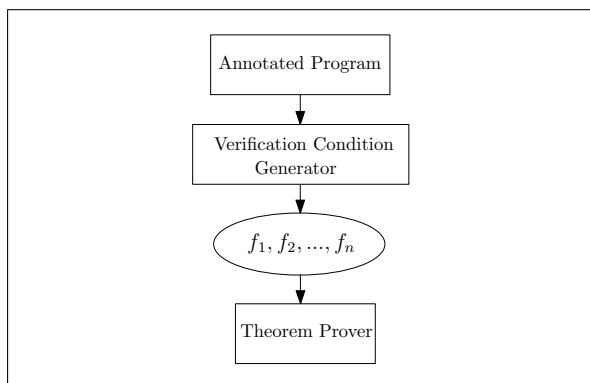 Annotated Program
Verification Condition
Generator
f₁, f₂, ..., fₙ
Theorem Prover